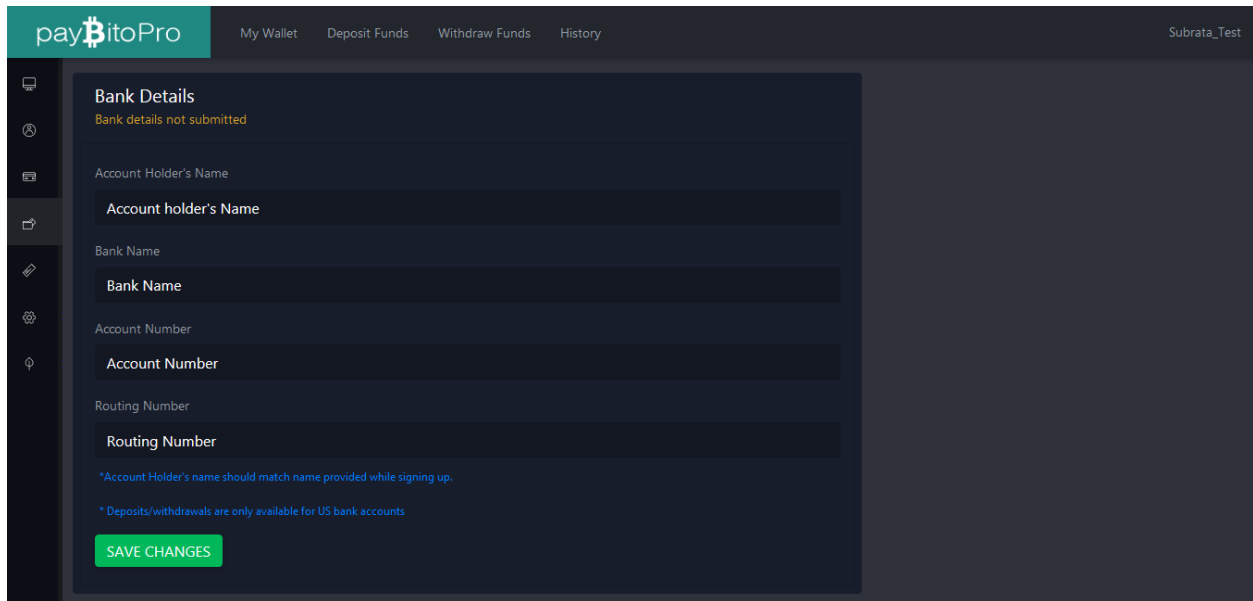 pay₿itoPro
My Wallet Deposit Funds Withdraw Funds History
Subrata_Test
Bank Details
Bank details not submitted
Account Holder's Name
Account holder's Name
Bank Name
Bank Name
Account Number
Account Number
Routing Number
Routing Number
*Account Holder's name should match name provided while signing up.
* Deposits/withdrawals are only available for US bank accounts
SAVE CHANGES